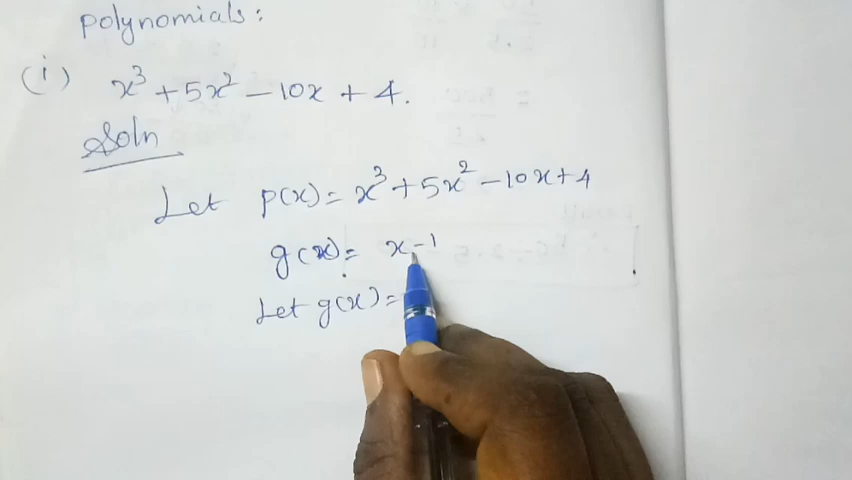 polynomials:
(i) x³ + 5x² - 10x + 4.
Soln
Let p(x) = x³ + 5x² - 10x + 4
g(x) = x - 1
Let g(x) =